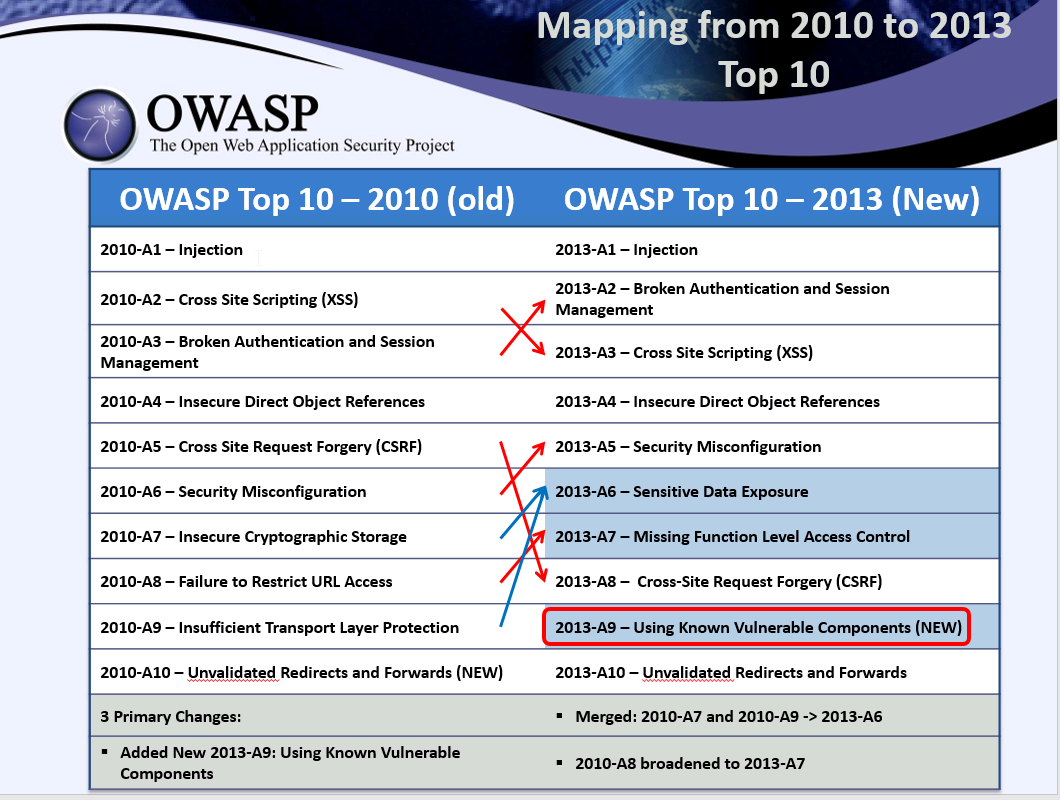 Mapping from 2010 to 2013
Top 10
https
OWASP
The Open Web Application Security Project
OWASP Top 10 – 2010 (old)
OWASP Top 10 – 2013 (New)
2010-A1 – Injection
2013-A1 – Injection
2010-A2 – Cross Site Scripting (XSS)
2013-A2 – Broken Authentication and Session
Management
2010-A3 – Broken Authentication and Session
Management
2013-A3 – Cross Site Scripting (XSS)
2010-A4 – Insecure Direct Object References
2013-A4 – Insecure Direct Object References
2010-A5 – Cross Site Request Forgery (CSRF)
2013-A5 – Security Misconfiguration
2010-A6 – Security Misconfiguration
2013-A6 – Sensitive Data Exposure
2010-A7 – Insecure Cryptographic Storage
2013-A7 – Missing Function Level Access Control
2010-A8 – Failure to Restrict URL Access
2013-A8 –  Cross-Site Request Forgery (CSRF)
2010-A9 – Insufficient Transport Layer Protection
2013-A9 – Using Known Vulnerable Components (NEW)
2010-A10 – Unvalidated Redirects and Forwards (NEW)
2013-A10 – Unvalidated Redirects and Forwards
3 Primary Changes:
▪ Merged: 2010-A7 and 2010-A9 -> 2013-A6
▪ Added New 2013-A9: Using Known Vulnerable
Components
▪ 2010-A8 broadened to 2013-A7